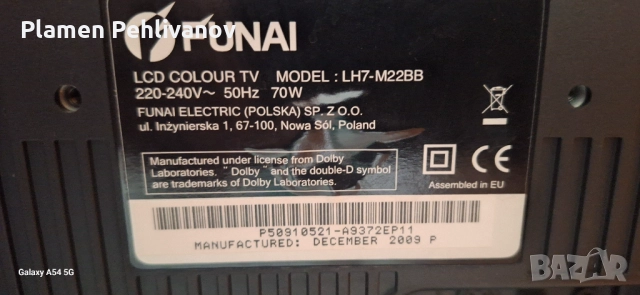 Plamen Pehlivanov
FUNAI
LCD COLOUR TV MODEL : LH7-M22BB
220-240V~ 50Hz 70W
FUNAI ELECTRIC (POLSKA) SP. Z O.O.
ul. Inżynierska 1, 67-100, Nowa Sól, Poland
Manufactured under license from Dolby
Laboratories. "Dolby" and the double-D symbol
are trademarks of Dolby Laboratories.
CE
Assembled in EU
P50910521-A9372EP11
MANUFACTURED: DECEMBER 2009 P
Galaxy A54 5G
BAZAR